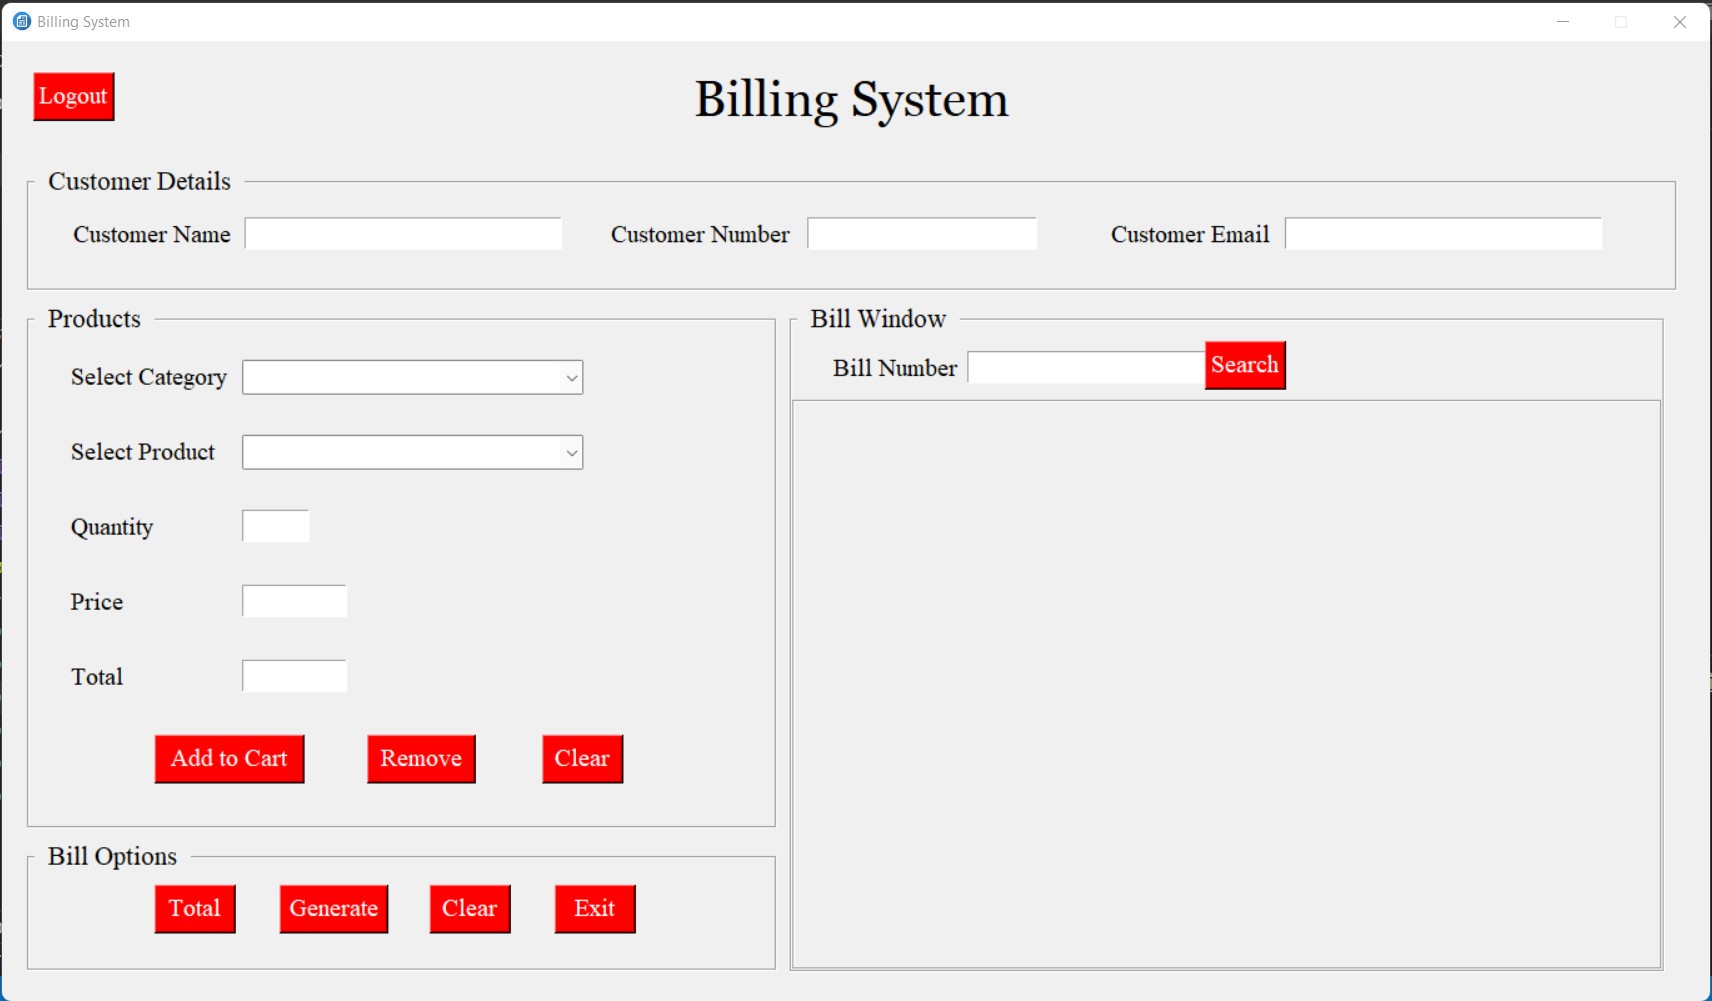 Billing System
Logout
Billing System
Customer Details
Customer Name
Customer Number
Customer Email
Products
Select Category
Select Product
Quantity
Price
Total
Add to Cart
Remove
Clear
Bill Options
Total
Generate
Clear
Exit
Bill Window
Bill Number
Search